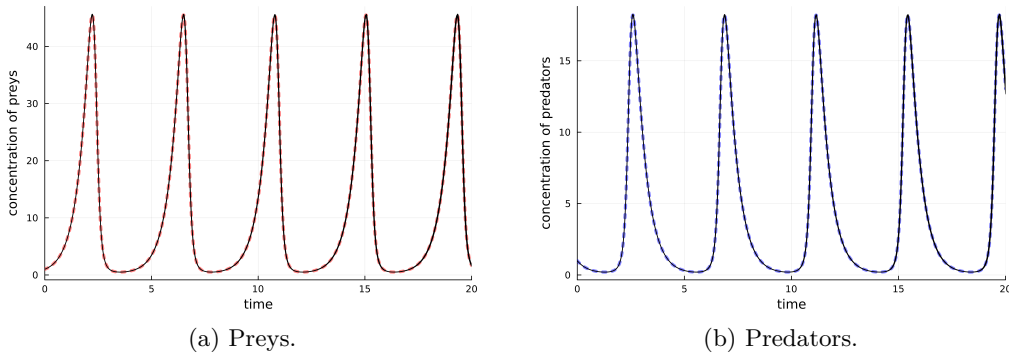 concentration of preys
40
30
20
10
0
0 5 10 15 20
time
(a) Preys.
concentration of predators
15
10
5
0
0 5 10 15 20
time
(b) Predators.